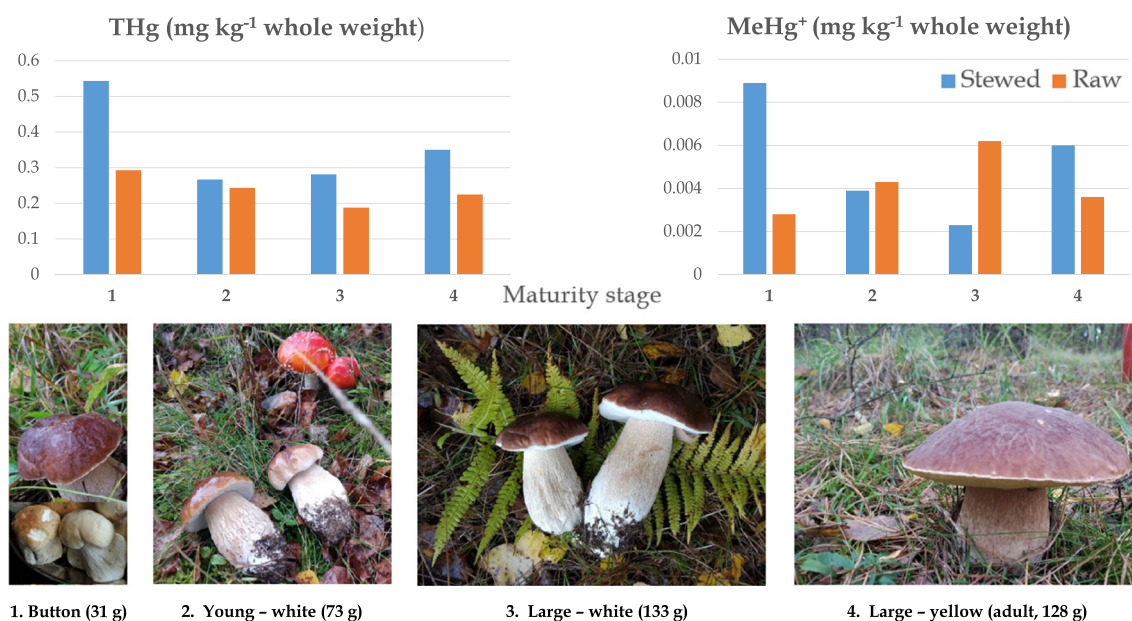 THg (mg kg⁻¹ whole weight)
0.6
0.5
0.4
0.3
0.2
0.1
0
1
2
3
4
MeHg⁺ (mg kg⁻¹ whole weight)
0.01
0.008
0.006
0.004
0.002
0
Stewed
Raw
1
2
3
4
Maturity stage
1. Button (31 g)
2. Young – white (73 g)
3. Large – white (133 g)
4. Large – yellow (adult, 128 g)